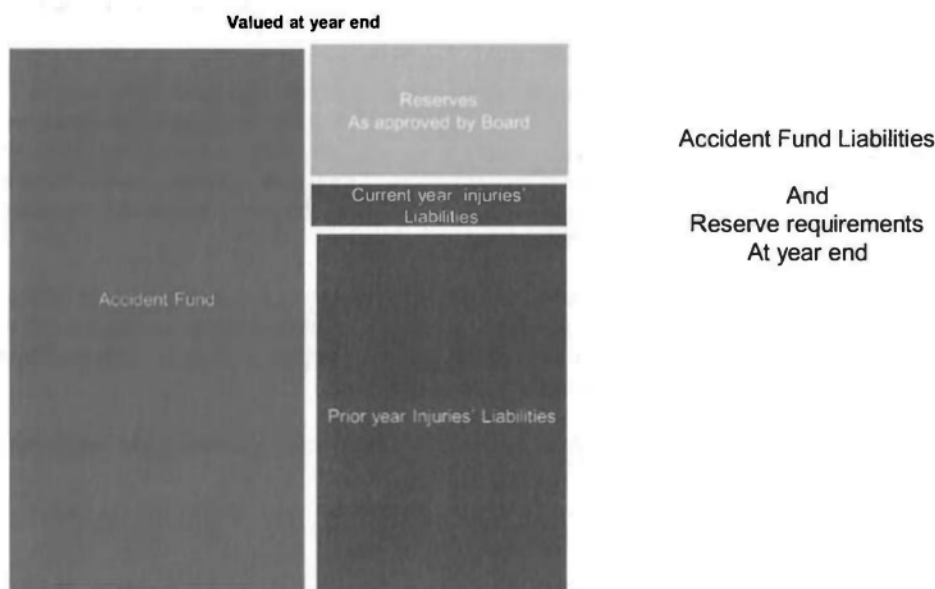 Valued at year end
Reserves
As approved by Board
Current year injuries'
Liabilities
Accident Fund
Prior year Injuries' Liabilities
Accident Fund Liabilities
And
Reserve requirements
At year end